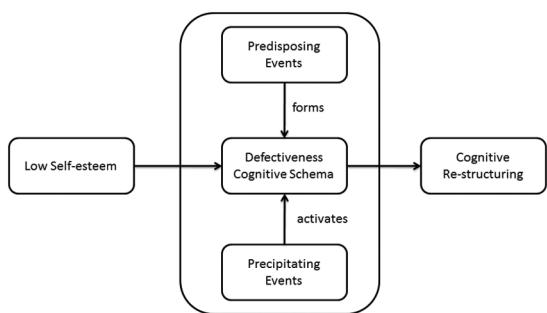 Predisposing
Events
forms
Low Self-esteem
Defectiveness
Cognitive Schema
Cognitive
Re-structuring
activates
Precipitating
Events